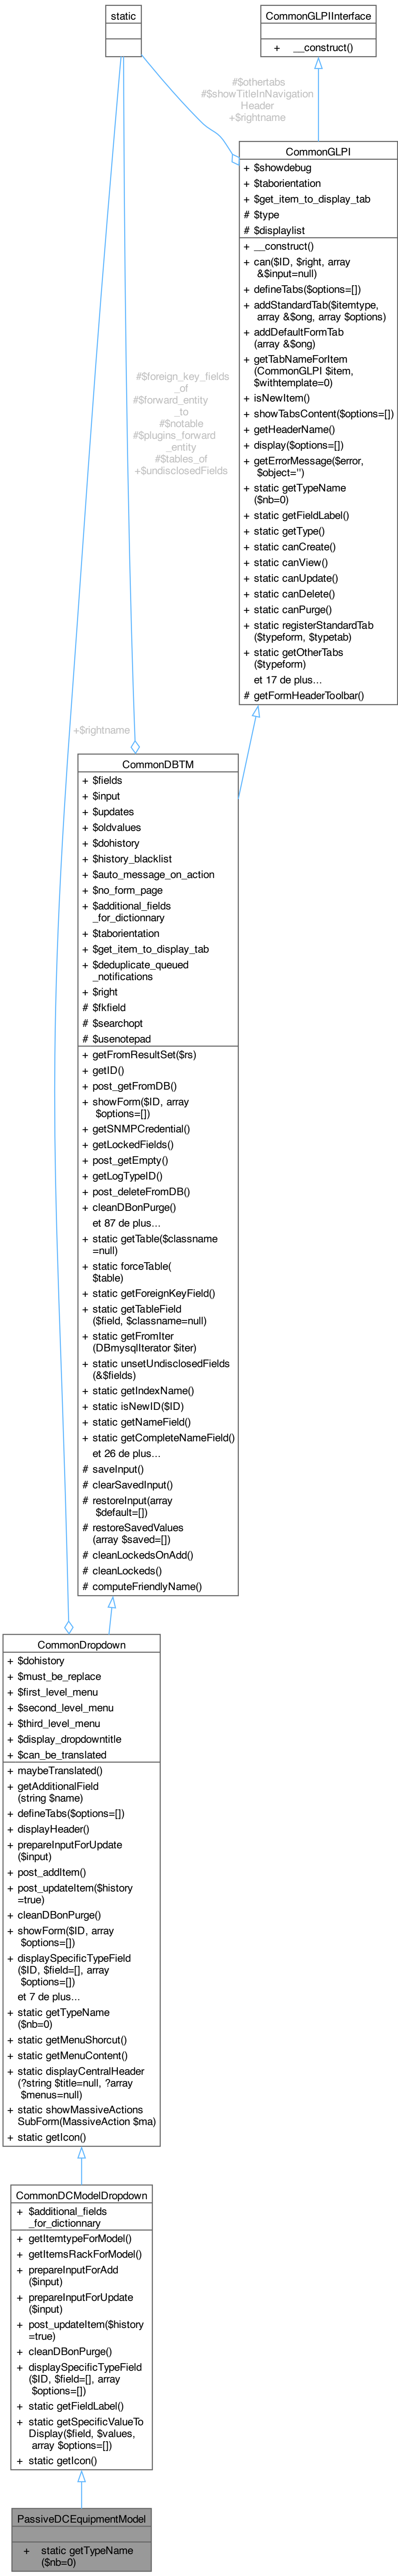 static
CommonGLPIInterface
+ __construct()
#$othertabs
#$showTitleInNavigation
Header
+$rightname
CommonGLPI
+ $showdebug
+ $taborientation
+ $get_item_to_display_tab
# $type
# $displaylist
+ __construct()
+ can($ID, $right, array
&$input=null)
+ defineTabs($options=[])
+ addStandardTab($itemtype,
array &$ong, array $options)
+ addDefaultFormTab
(array &$ong)
+ getTabNameForItem
(CommonGLPI $item,
$withtemplate=0)
+ isNewItem()
+ showTabsContent($options=[])
+ getHeaderName()
+ display($options=[])
+ getErrorMessage($error,
$object='')
+ static getTypeName
($nb=0)
+ static getFieldLabel()
+ static getType()
+ static canCreate()
+ static canView()
+ static canUpdate()
+ static canDelete()
+ static canPurge()
+ static registerStandardTab
($typeform, $typetab)
+ static getOtherTabs
($typeform)
et 17 de plus...
# getFormHeaderToolbar()
#$foreign_key_fields
_of
#$forward_entity
_to
#$notable
#$plugins_forward
_entity
#$tables_of
+$undisclosedFields
+$rightname
CommonDBTM
+ $fields
+ $input
+ $updates
+ $oldvalues
+ $dohistory
+ $history_blacklist
+ $auto_message_on_action
+ $no_form_page
+ $additional_fields
_for_dictionnary
+ $taborientation
+ $get_item_to_display_tab
+ $deduplicate_queued
_notifications
+ $right
# $fkfield
# $searchopt
# $usenotepad
+ getFromResultSet($rs)
+ getID()
+ post_getFromDB()
+ showForm($ID, array
$options=[])
+ getSNMPCredential()
+ getLockedFields()
+ post_getEmpty()
+ getLogTypeID()
+ post_deleteFromDB()
+ cleanDBonPurge()
et 87 de plus...
+ static getTable($classname
=null)
+ static forceTable(
$table)
+ static getForeignKeyField()
+ static getTableField
($field, $classname=null)
+ static getFromIter
(DBmysqlIterator $iter)
+ static unsetUndisclosedFields
(&$fields)
+ static getIndexName()
+ static isNewID($ID)
+ static getNameField()
+ static getCompleteNameField()
et 26 de plus...
# saveInput()
# clearSavedInput()
# restoreInput(array
$default=[])
# restoreSavedValues
(array $saved=[])
# cleanLockedsOnAdd()
# cleanLockeds()
# computeFriendlyName()
CommonDropdown
+ $dohistory
+ $must_be_replace
+ $first_level_menu
+ $second_level_menu
+ $third_level_menu
+ $display_dropdowntitle
+ $can_be_translated
+ maybeTranslated()
+ getAdditionalField
(string $name)
+ defineTabs($options=[])
+ displayHeader()
+ prepareInputForUpdate
($input)
+ post_addItem()
+ post_updateItem($history
=true)
+ cleanDBonPurge()
+ showForm($ID, array
$options=[])
+ displaySpecificTypeField
($ID, $field=[], array
$options=[])
et 7 de plus...
+ static getTypeName
($nb=0)
+ static getMenuShorcut()
+ static getMenuContent()
+ static displayCentralHeader
(?string $title=null, ?array
$menus=null)
+ static showMassiveActions
SubForm(MassiveAction $ma)
+ static getIcon()
CommonDCModelDropdown
+ $additional_fields
_for_dictionnary
+ getItemtypeForModel()
+ getItemsRackForModel()
+ prepareInputForAdd
($input)
+ prepareInputForUpdate
($input)
+ post_updateItem($history
=true)
+ cleanDBonPurge()
+ displaySpecificTypeField
($ID, $field=[], array
$options=[])
+ static getFieldLabel()
+ static getSpecificValueTo
Display($field, $values,
array $options=[])
+ static getIcon()
PassiveDCEquipmentModel
+ static getTypeName
($nb=0)